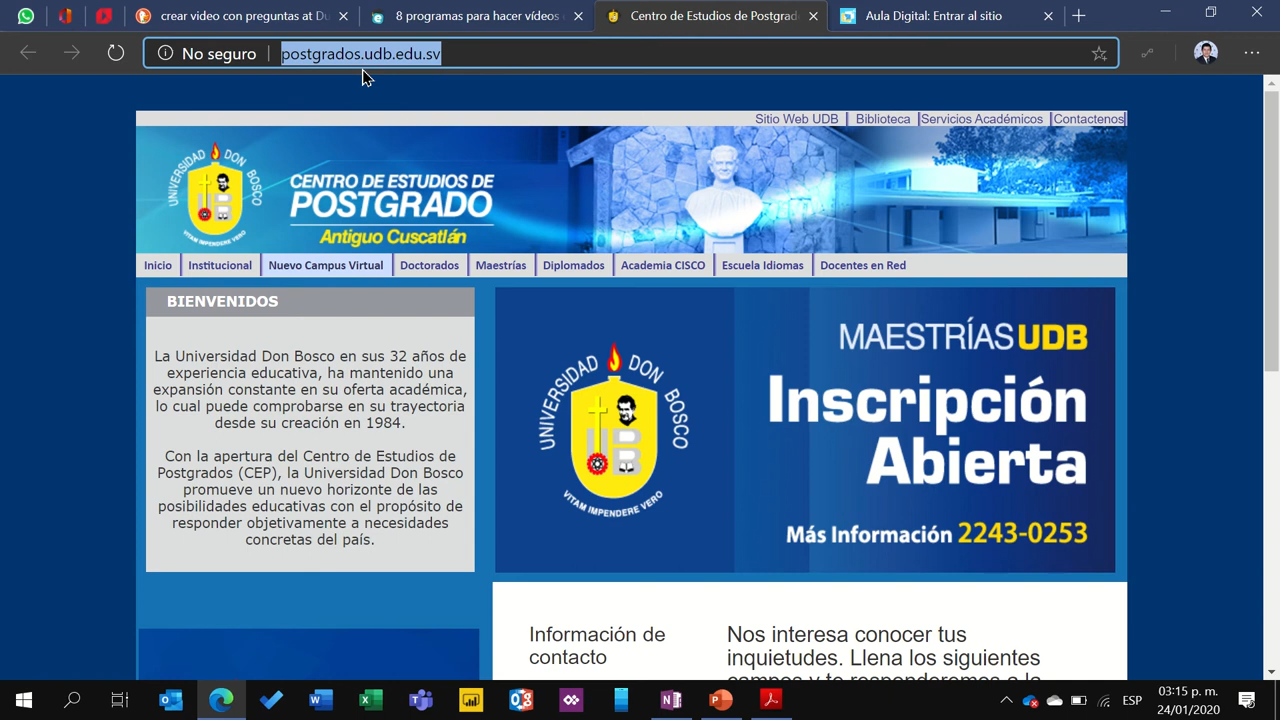 crear video con preguntas at Du
8 programas para hacer vídeos
Centro de Estudios de Postgrad
Aula Digital: Entrar al sitio
No seguro
postgrados.udb.edu.sv
Sitio Web UDB
Biblioteca
Servicios Académicos
Contactenos
UNIVERSIDAD DON BOSCO
VITAM IMPENDERE VERO
CENTRO DE ESTUDIOS DE
POSTGRADO
Antiguo Cuscatlán
Inicio
Institucional
Nuevo Campus Virtual
Doctorados
Maestrías
Diplomados
Academia CISCO
Escuela Idiomas
Docentes en Red
BIENVENIDOS
La Universidad Don Bosco en sus 32 años de
experiencia educativa, ha mantenido una
expansión constante en su oferta académica,
lo cual puede comprobarse en su trayectoria
desde su creación en 1984.
Con la apertura del Centro de Estudios de
Postgrados (CEP), la Universidad Don Bosco
promueve un nuevo horizonte de las
posibilidades educativas con el propósito de
responder objetivamente a necesidades
concretas del país.
UNIVERSIDAD DON BOSCO
VITAM IMPENDERE VERO
MAESTRÍAS UDB
Inscripción
Abierta
Más Información 2243-0253
Información de
contacto
Nos interesa conocer tus
inquietudes. Llena los siguientes
campos y te responderemos a la
ESP
03:15 p. m.
24/01/2020